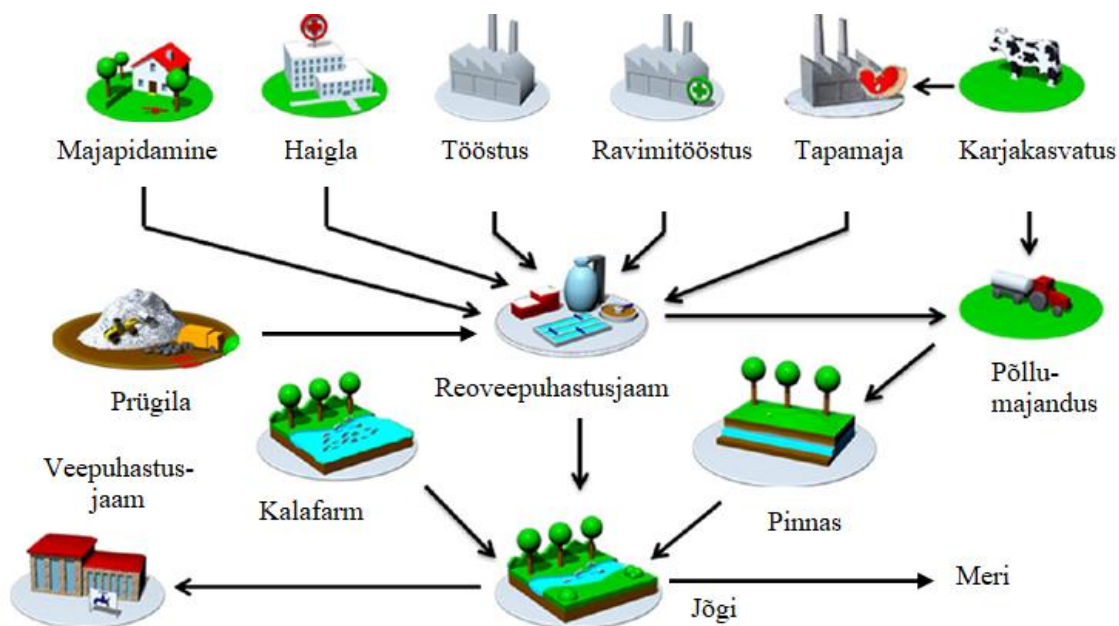 Majapidamine
Haigla
Tööstus
Ravimitööstus
Tapamaja
Karjakasvatus
Prügila
Reoveepuhastusjaam
Põllu-
majandus
Veepuhastus-
jaam
Kalafarm
Pinnas
Jõgi
Meri